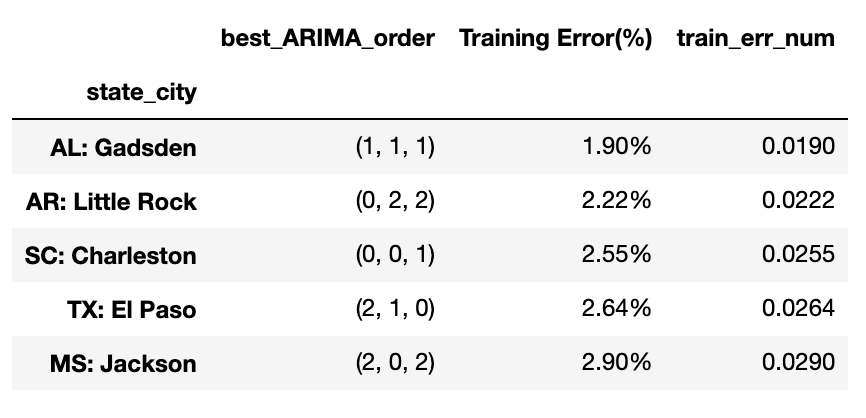 best_ARIMA_order Training Error(%) train_err_num
state_city
AL: Gadsden (1, 1, 1) 1.90% 0.0190
AR: Little Rock (0, 2, 2) 2.22% 0.0222
SC: Charleston (0, 0, 1) 2.55% 0.0255
TX: El Paso (2, 1, 0) 2.64% 0.0264
MS: Jackson (2, 0, 2) 2.90% 0.0290